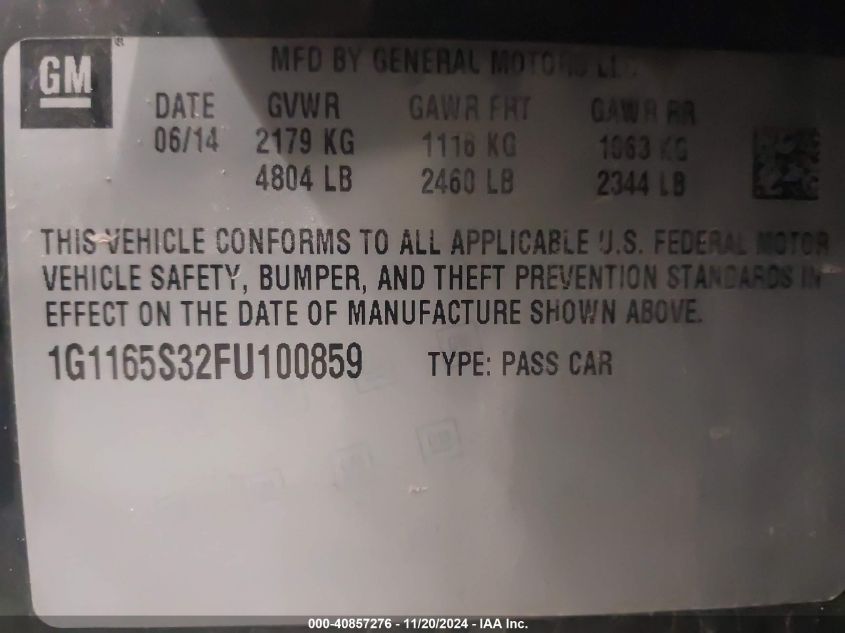 GM
MFD BY GENERAL MOTORS LLC
DATE GVWR GAWR FRT GAWR RR
06/14 2179 KG 1116 KG 1063 KG
4804 LB 2460 LB 2344 LB
THIS VEHICLE CONFORMS TO ALL APPLICABLE U.S. FEDERAL MOTOR
VEHICLE SAFETY, BUMPER, AND THEFT PREVENTION STANDARDS IN
EFFECT ON THE DATE OF MANUFACTURE SHOWN ABOVE.
1G1165S32FU100859 TYPE: PASS CAR
000-40857276 - 11/20/2024 - IAA Inc.